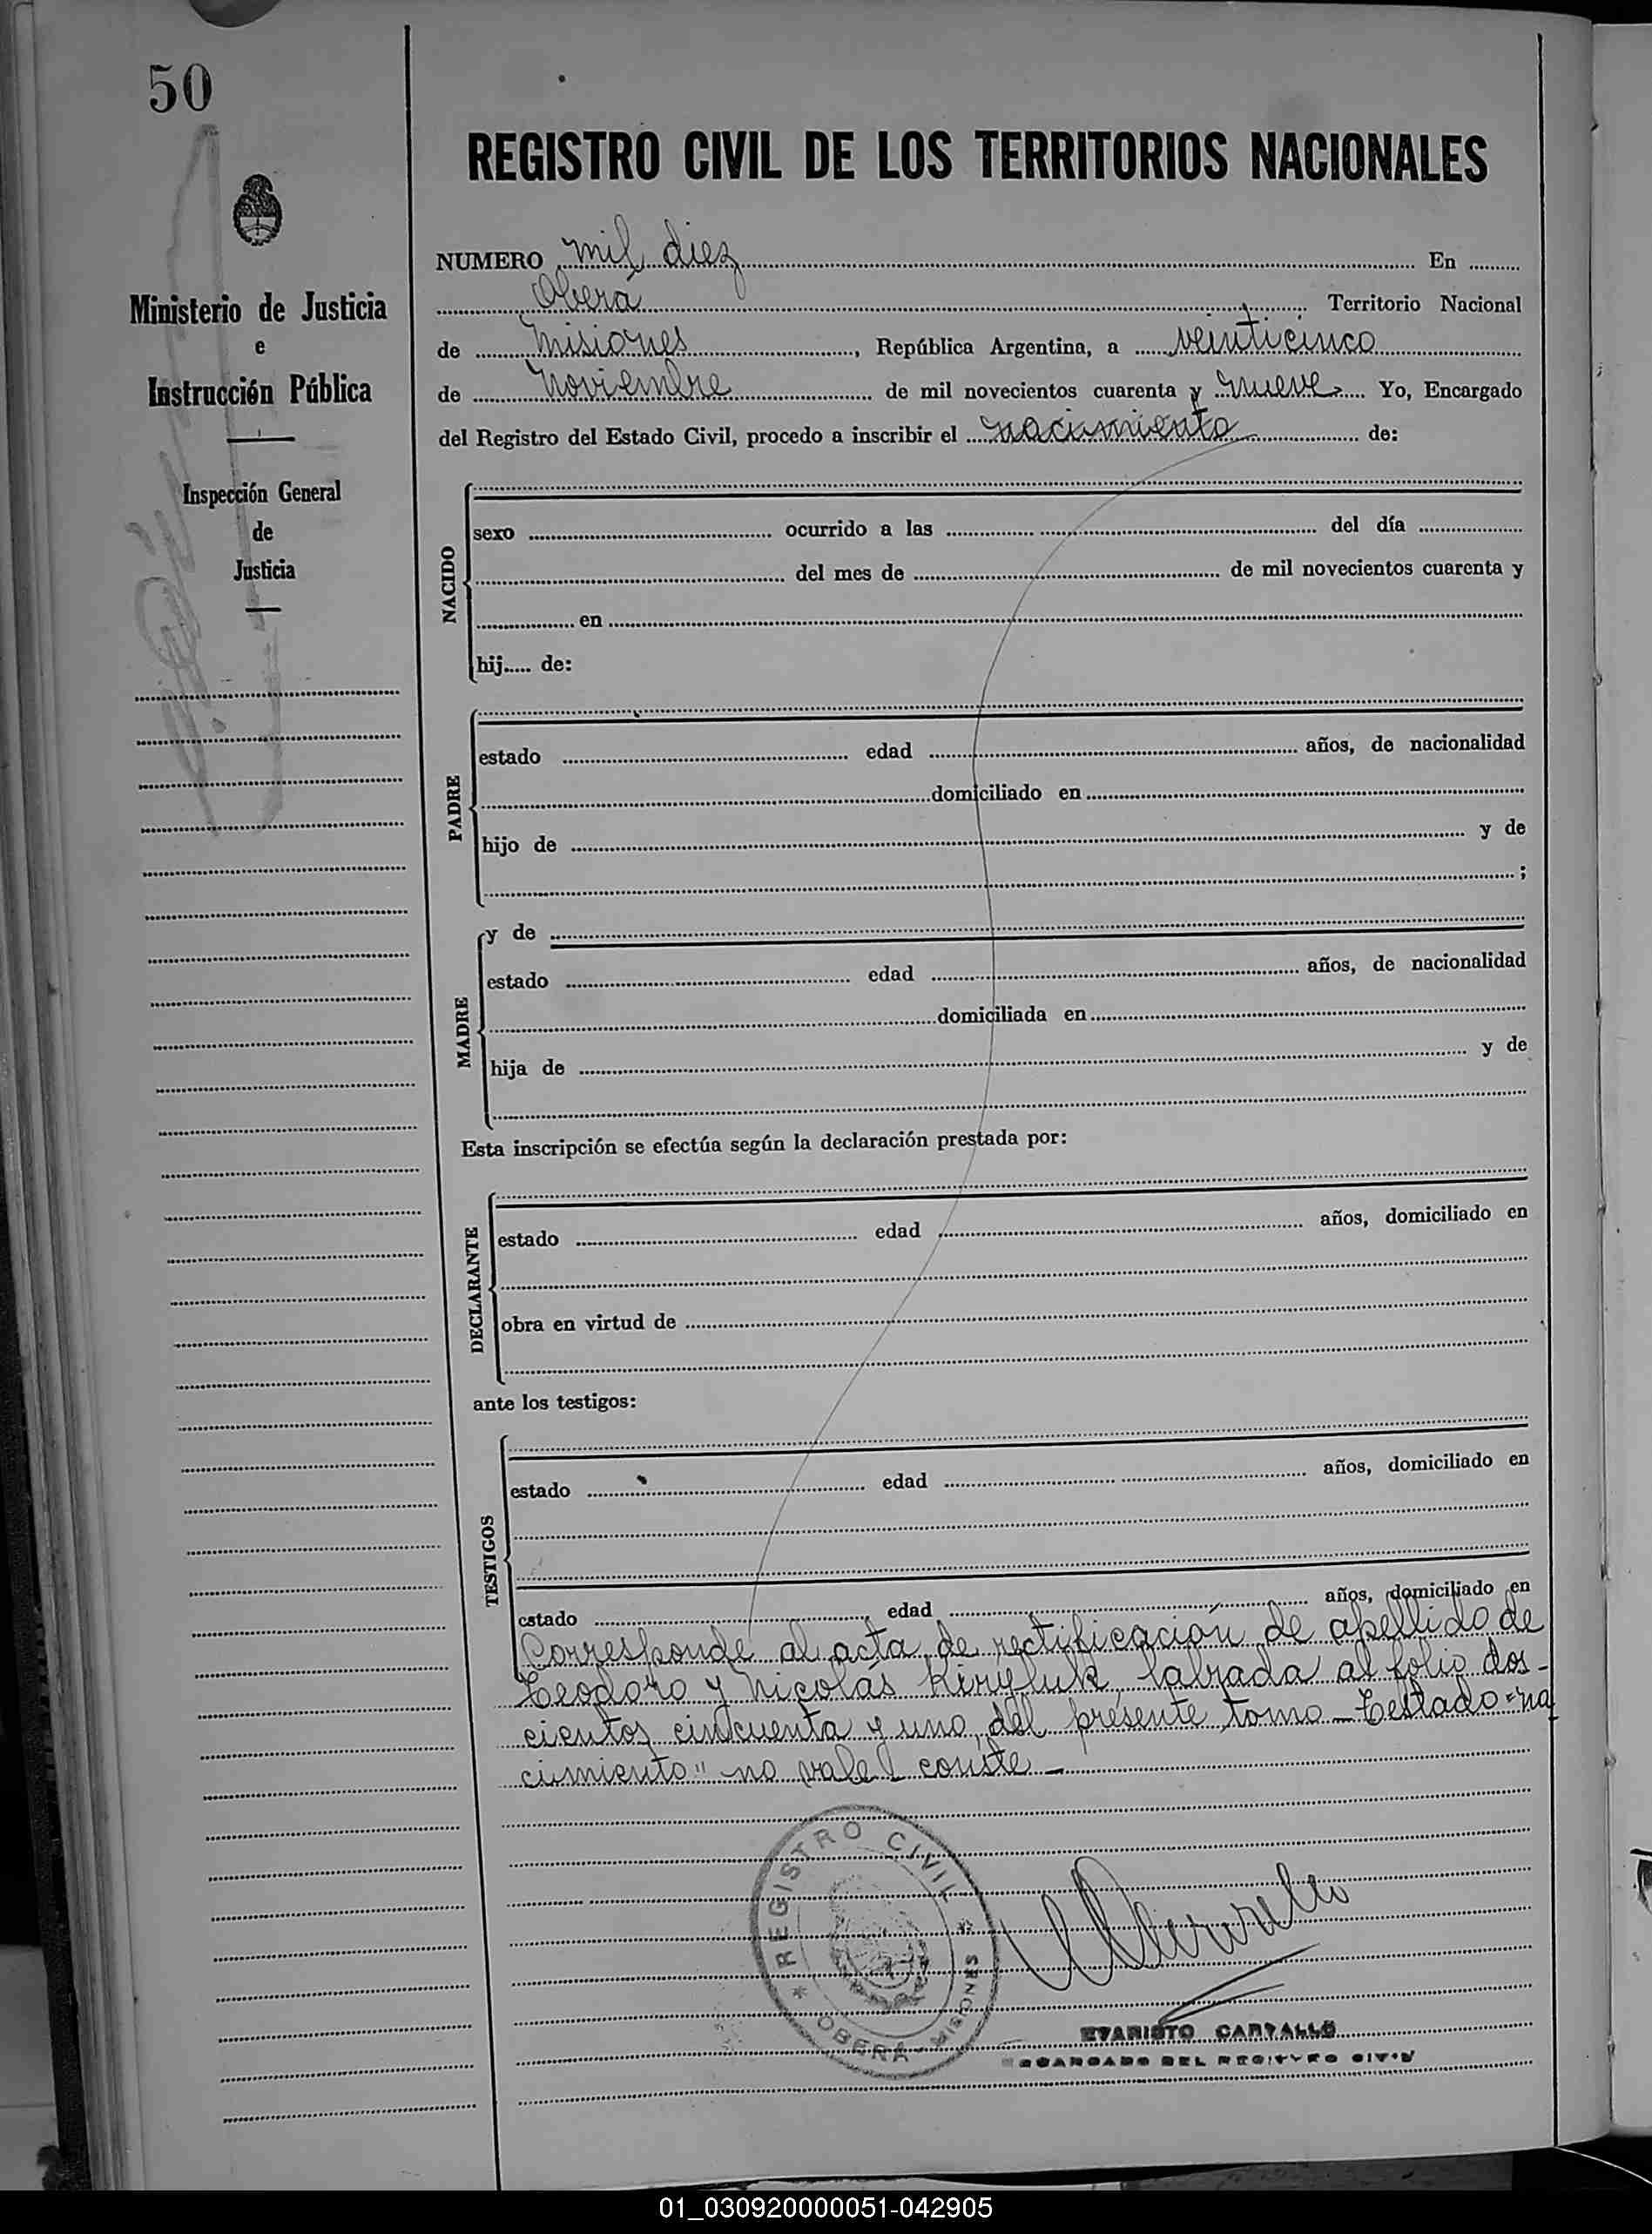 50
REGISTRO CIVIL DE LOS TERRITORIOS NACIONALES
Ministerio de Justicia
e
Instrucción Pública
Inspección General
de
Justicia
NUMERO mil diez En
Oberá Territorio Nacional
de Misiones, República Argentina, a veinticinco
de Noviembre de mil novecientos cuarenta y nueve Yo, Encargado
del Registro del Estado Civil, procedo a inscribir el nacimiento de:
NACIDO
sexo ocurrido a las del día
del mes de de mil novecientos cuarenta y
en
hij..... de:
PADRE
estado edad años, de nacionalidad
domiciliado en
hijo de y de
;
MADRE
y de
estado edad años, de nacionalidad
domiciliada en
hija de y de
Esta inscripción se efectúa según la declaración prestada por:
DECLARANTE
estado edad años, domiciliado en
obra en virtud de
ante los testigos:
TESTIGOS
estado edad años, domiciliado en
estado edad años, domiciliado en
Corresponde al acta de rectificación de apellido de
Teodoro y Nicolás Kiryluk, labrada al folio dos-
cientos cincuenta y uno del presente tomo - Testado "na
cimiento" no vale conste -
* REGISTRO CIVIL *
OBERÁ - MISIONES
EVARISTO CARVALLO
ENCARGADO DEL REGISTRO CIVIL
01_030920000051-042905